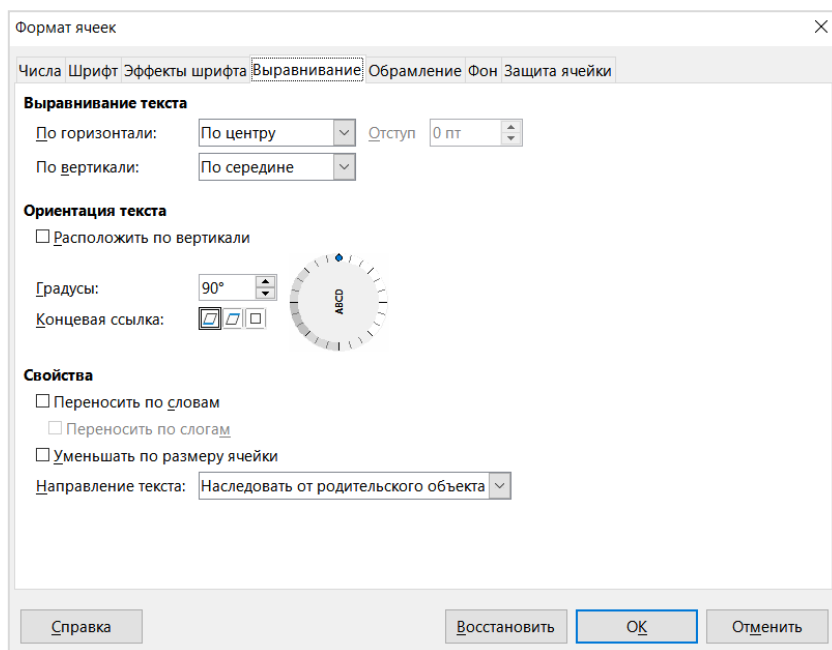 Формат ячеек
Числа Шрифт Эффекты шрифта Выравнивание Обрамление Фон Защита ячейки
Выравнивание текста
По горизонтали: По центру Отступ 0 пт
По вертикали: По середине
Ориентация текста
Расположить по вертикали
Градусы: 90°
ABCD
Концевая ссылка:
Свойства
Переносить по словам
Переносить по слогам
Уменьшать по размеру ячейки
Направление текста: Наследовать от родительского объекта
Справка Восстановить ОК Отменить